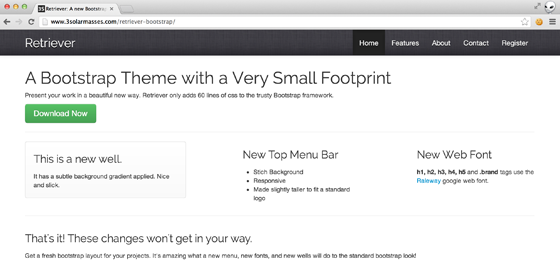 Retriever: A new Bootstrap
www.3solarmasses.com/retriever-bootstrap/
Retriever
Home Features About Contact Register
A Bootstrap Theme with a Very Small Footprint
Present your work in a beautiful new way. Retriever only adds 60 lines of css to the trusty Bootstrap framework.
Download Now
This is a new well.
It has a subtle background gradient applied. Nice
and slick.
New Top Menu Bar
• Stich Background
• Responsive
• Made slightly taller to fit a standard
logo
New Web Font
h1, h2, h3, h4, h5 and .brand tags use the
Raleway google web font.
That's it! These changes won't get in your way.
Get a fresh bootstrap layout for your projects. It's amazing what a new menu, new fonts, and new wells will do to the standard bootstrap look!